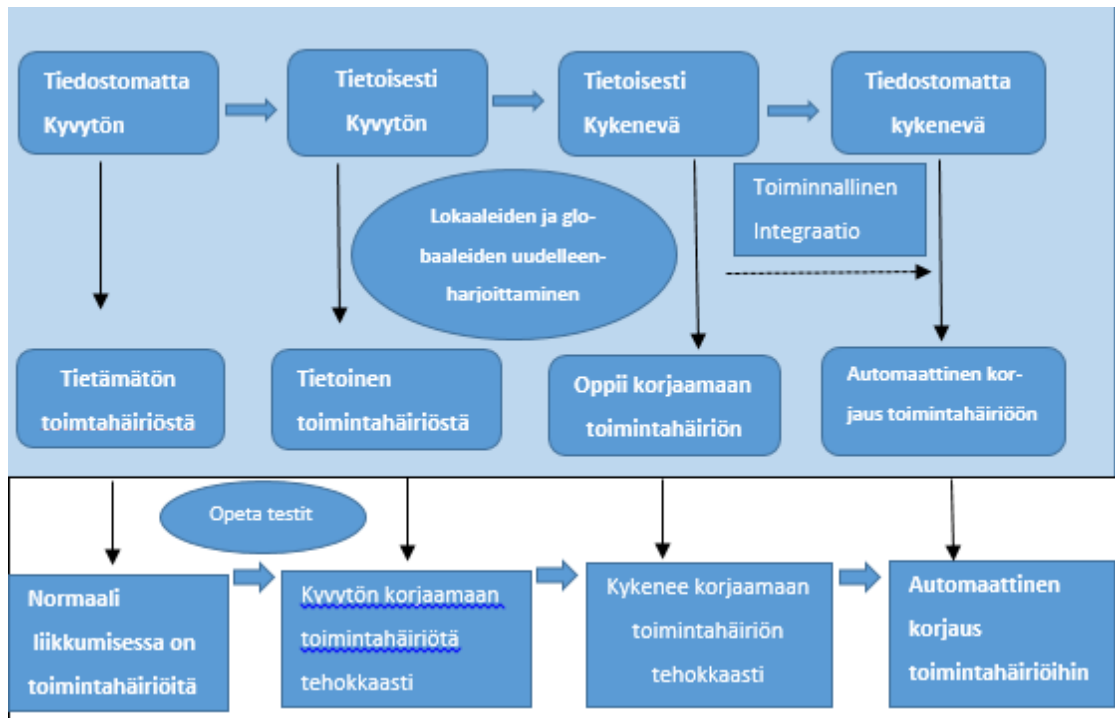 Tiedostomatta
Kyvytön
Tietoisesti
Kyvytön
Tietoisesti
Kykenevä
Tiedostomatta
kykenevä
Toiminnallinen
Integraatio
Lokaaleiden ja glo-
baaleiden uudelleen-
harjoittaminen
Tietämätön
toimtahäiriöstä
Tietoinen
toimintahäiriöstä
Oppii korjaamaan
toimintahäiriön
Automaattinen kor-
jaus toimintahäiriöön
Opeta testit
Normaali
liikkumisessa on
toimintahäiriöitä
Kyvytön korjaamaan
toimintahäiriötä
tehokkaasti
Kykenee korjaamaan
toimintahäiriön
tehokkaasti
Automaattinen
korjaus
toimintahäiriöihin